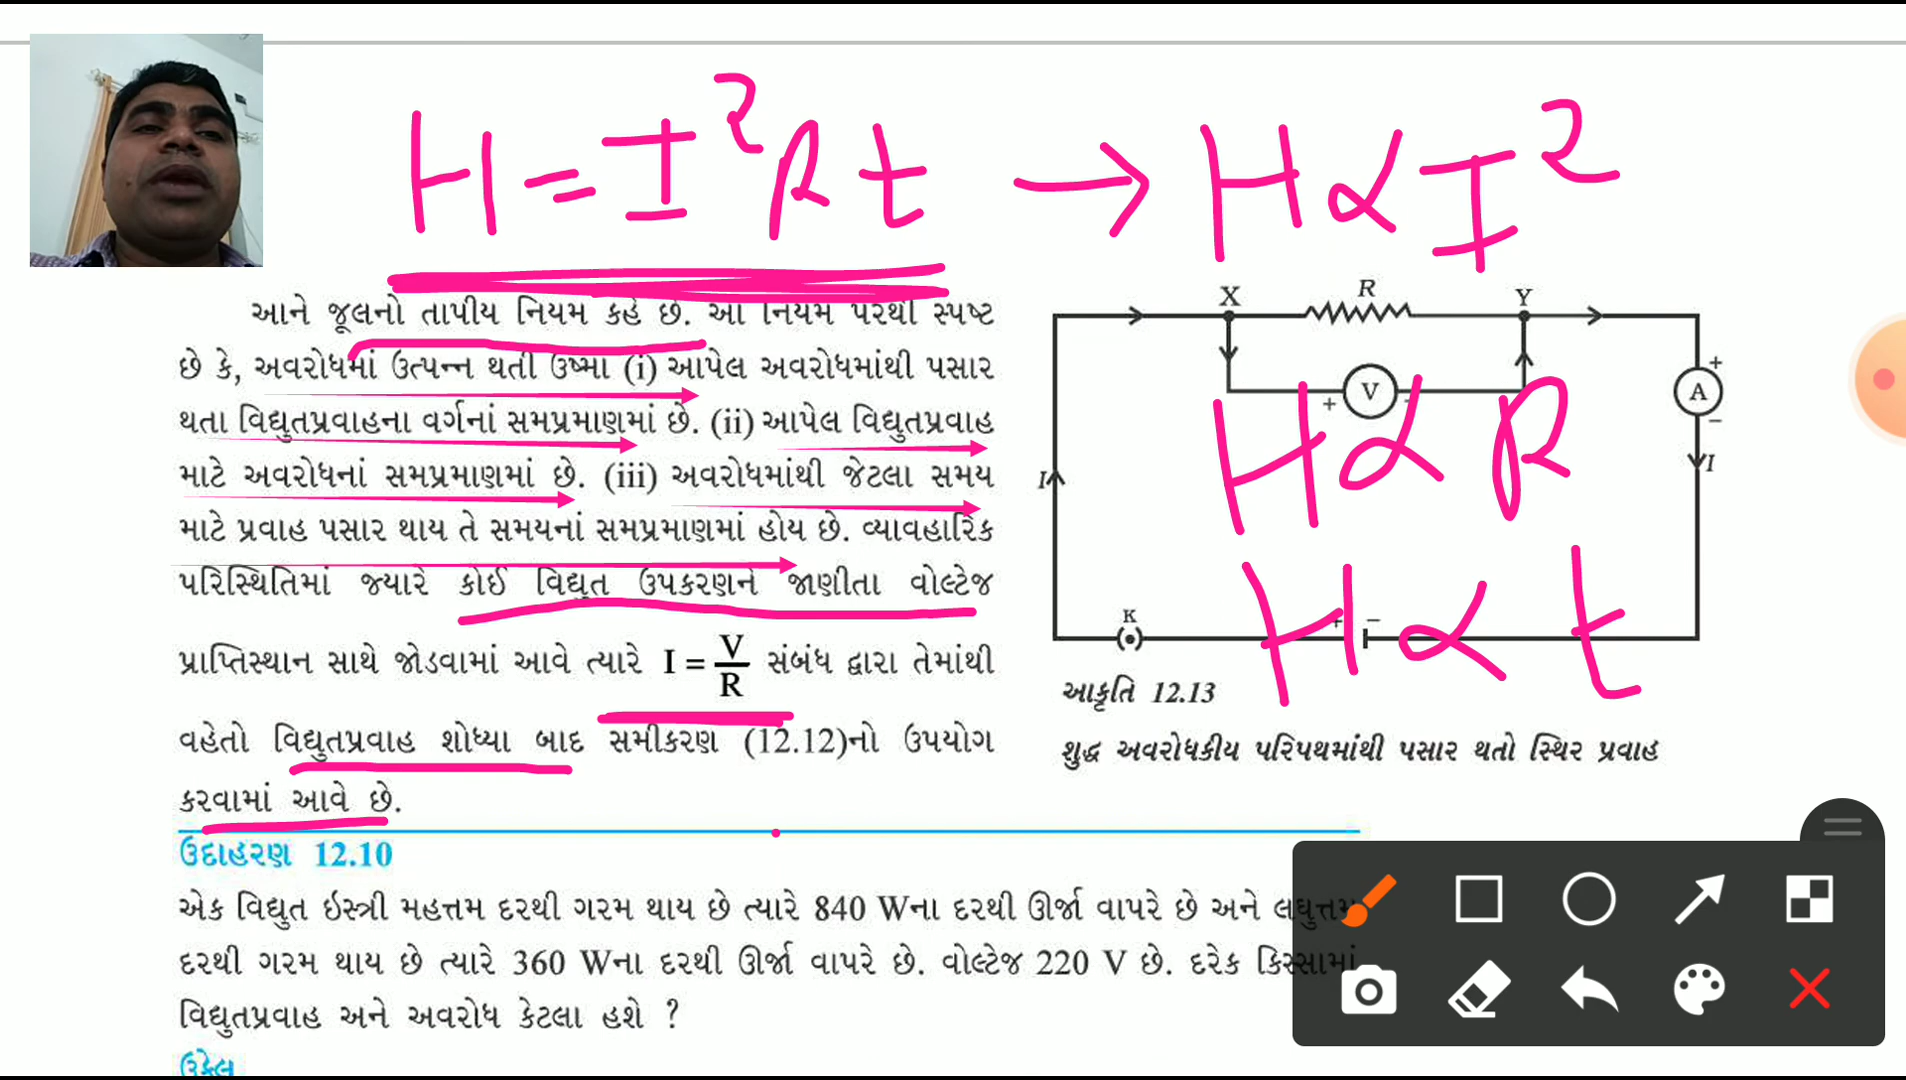 H = I²Rt → H ∝ I²
આને જૂલનો તાપીય નિયમ કહે છે. આ નિયમ પરથી સ્પષ્ટ
છે કે, અવરોધમાં ઉત્પન્ન થતી ઉષ્મા (i) આપેલ અવરોધમાંથી પસાર
થતા વિદ્યુતપ્રવાહના વર્ગનાં સમપ્રમાણમાં છે. (ii) આપેલ વિદ્યુતપ્રવાહ
માટે અવરોધનાં સમપ્રમાણમાં છે. (iii) અવરોધમાંથી જેટલા સમય
માટે પ્રવાહ પસાર થાય તે સમયનાં સમપ્રમાણમાં હોય છે. વ્યાવહારિક
પરિસ્થિતિમાં જ્યારે કોઈ વિદ્યુત ઉપકરણને જાણીતા વોલ્ટેજ
પ્રાપ્તિસ્થાન સાથે જોડવામાં આવે ત્યારે I = V/R સંબંધ દ્વારા તેમાંથી
વહેતો વિદ્યુતપ્રવાહ શોધ્યા બાદ સમીકરણ (12.12)નો ઉપયોગ
કરવામાં આવે છે.
X R Y
+ V -
+ A -
I I
H ∝ R
H ∝ t
K + -
આકૃતિ 12.13
શુદ્ધ અવરોધકીય પરિપથમાંથી પસાર થતો સ્થિર પ્રવાહ
ઉદાહરણ 12.10
એક વિદ્યુત ઇસ્ત્રી મહત્તમ દરથી ગરમ થાય છે ત્યારે 840 Wના દરથી ઊર્જા વાપરે છે અને લઘુત્તમ
દરથી ગરમ થાય છે ત્યારે 360 Wના દરથી ઊર્જા વાપરે છે. વોલ્ટેજ 220 V છે. દરેક કિસ્સામાં
વિદ્યુતપ્રવાહ અને અવરોધ કેટલા હશે ?
ઉકેલ